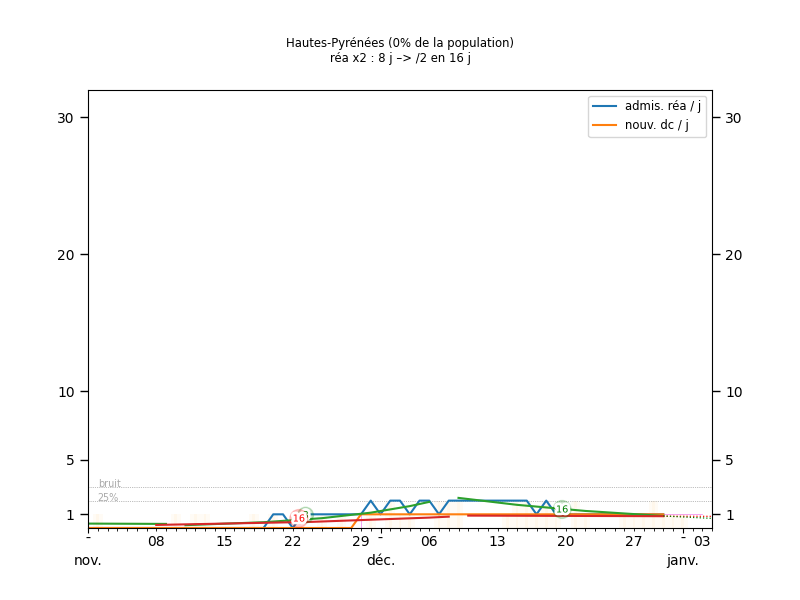 Hautes-Pyrénées (0% de la population)
réa x2 : 8 j –> /2 en 16 j
admis. réa / j
nouv. dc / j
30 30
20 20
10 10
5 5
bruit
25%
16 16
1 1
- 08 15 22 29 - 06 13 20 27 - 03
nov. déc. janv.